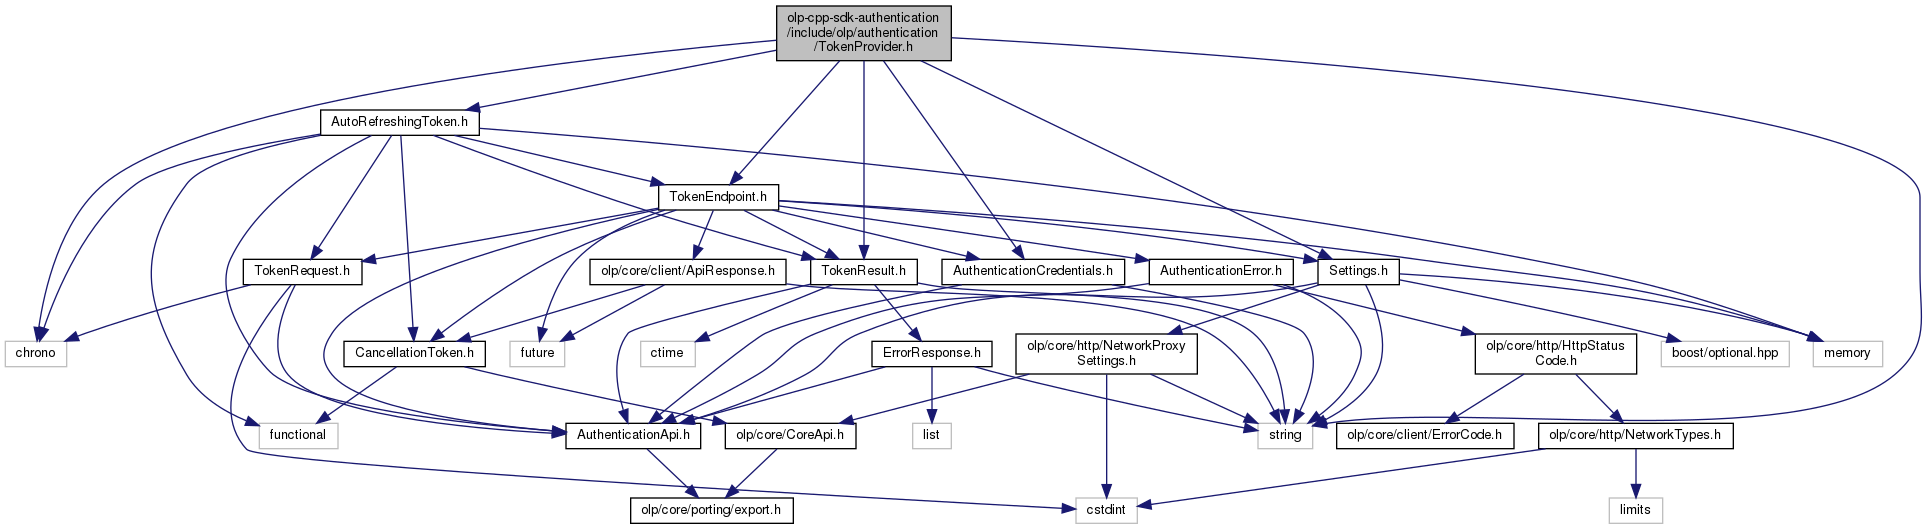 olp-cpp-sdk-authentication
/include/olp/authentication
/TokenProvider.h
AutoRefreshingToken.h
TokenEndpoint.h
TokenRequest.h
olp/core/client/ApiResponse.h
TokenResult.h
AuthenticationCredentials.h
AuthenticationError.h
Settings.h
chrono
CancellationToken.h
future
ctime
ErrorResponse.h
olp/core/http/NetworkProxy
Settings.h
olp/core/http/HttpStatus
Code.h
boost/optional.hpp
memory
functional
AuthenticationApi.h
olp/core/CoreApi.h
list
string
olp/core/client/ErrorCode.h
olp/core/http/NetworkTypes.h
olp/core/porting/export.h
cstdint
limits